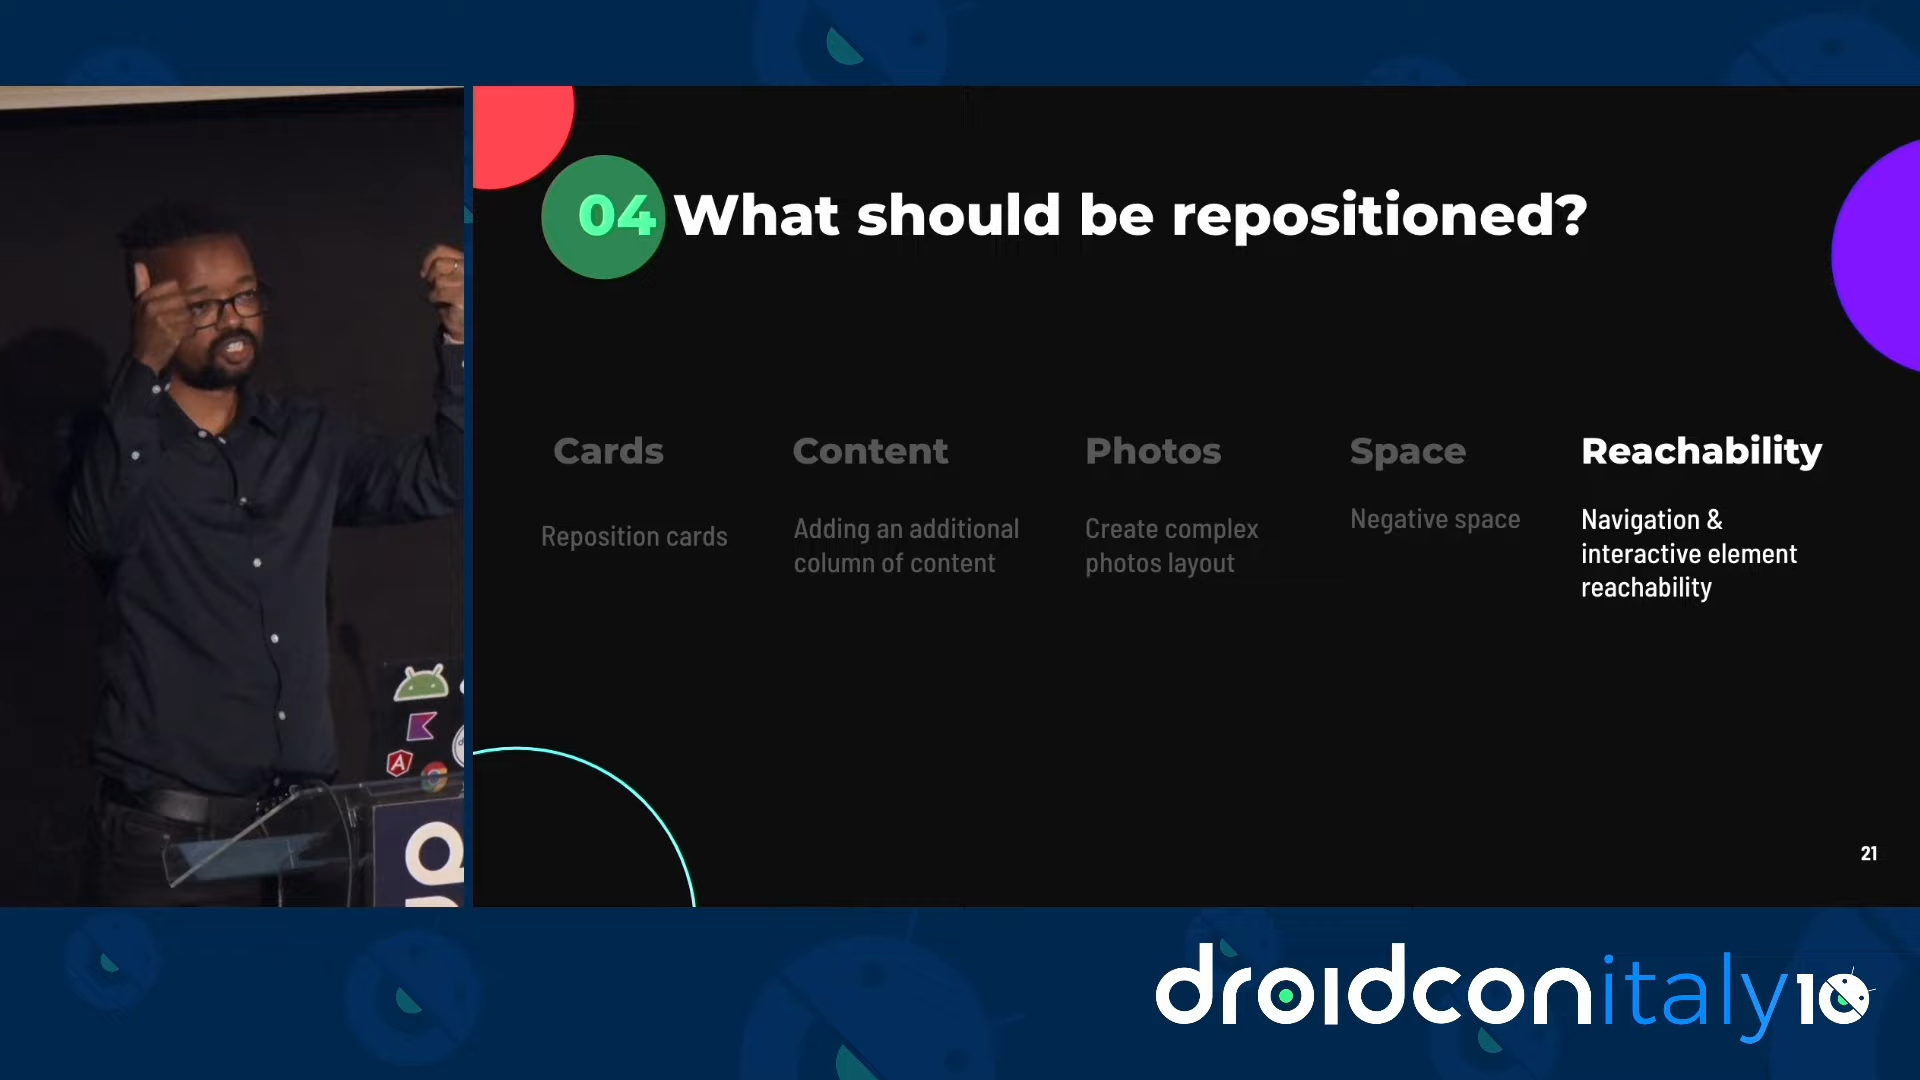 04 What should be repositioned?
Cards
Reposition cards
Content
Adding an additional
column of content
Photos
Create complex
photos layout
Space
Negative space
Reachability
Navigation &
interactive element
reachability
21
droidconitaly10